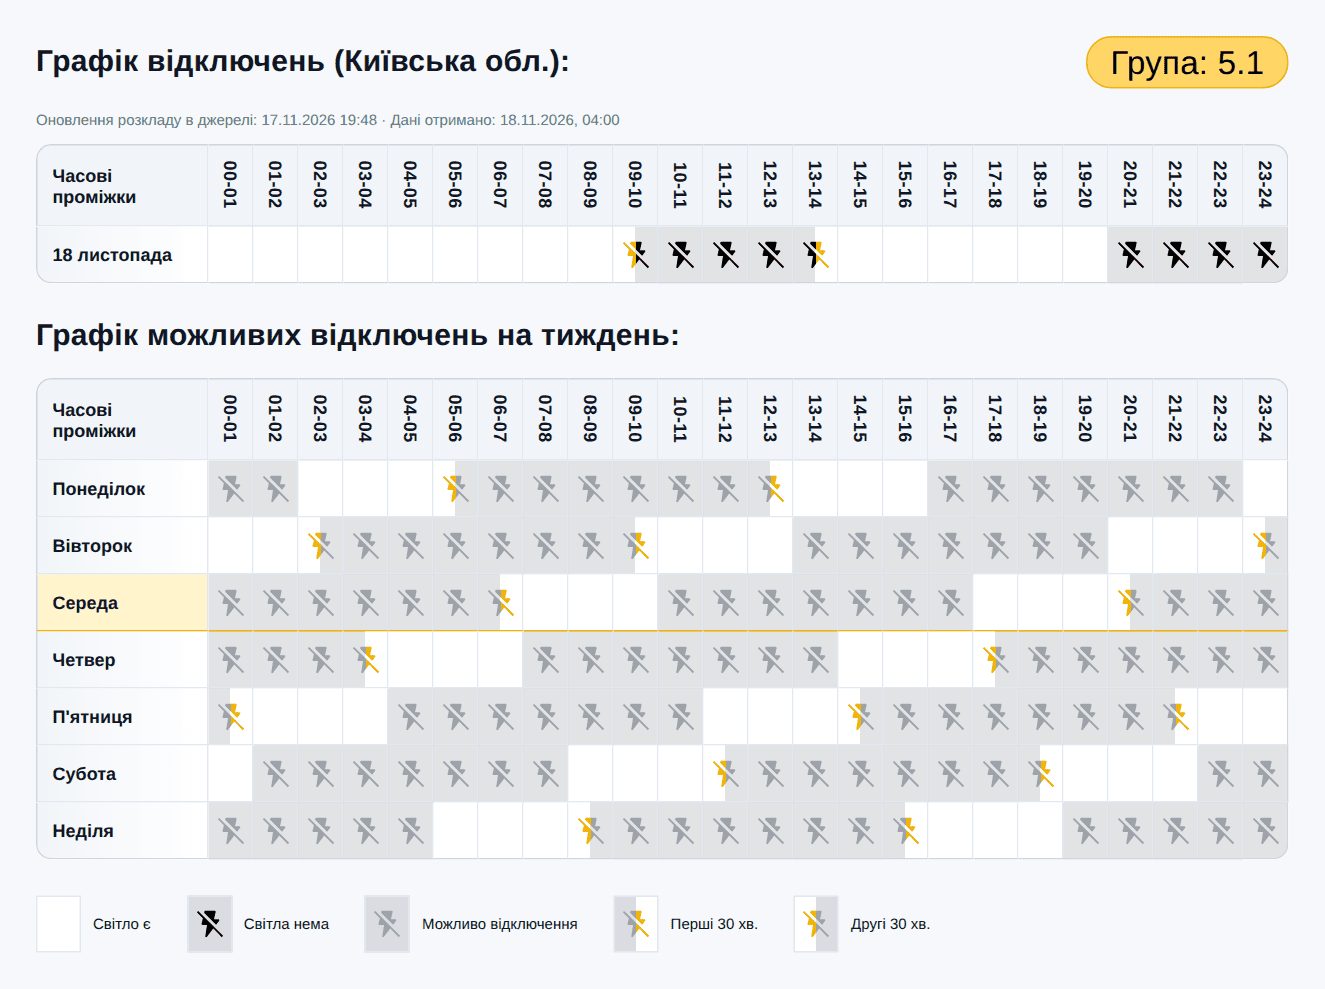 Графік відключень (Київська обл.):
Група: 5.1
Оновлення розкладу в джерелі: 17.11.2026 19:48 · Дані отримано: 18.11.2026, 04:00
Часові проміжки 00-01 01-02 02-03 03-04 04-05 05-06 06-07 07-08 08-09 09-10 10-11 11-12 12-13 13-14 14-15 15-16 16-17 17-18 18-19 19-20 20-21 21-22 22-23 23-24
18 листопада
Графік можливих відключень на тиждень:
Часові проміжки 00-01 01-02 02-03 03-04 04-05 05-06 06-07 07-08 08-09 09-10 10-11 11-12 12-13 13-14 14-15 15-16 16-17 17-18 18-19 19-20 20-21 21-22 22-23 23-24
Понеділок
Вівторок
Середа
Четвер
П'ятниця
Субота
Неділя
Світло є Світла нема Можливо відключення Перші 30 хв. Другі 30 хв.